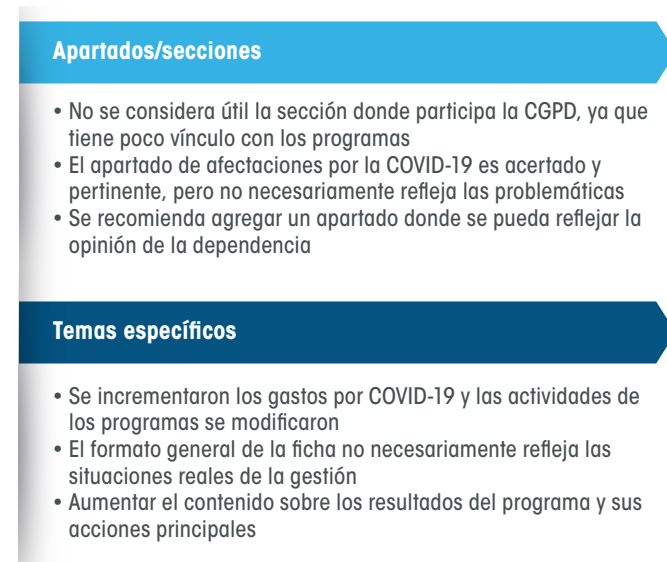 Apartados/secciones
• No se considera útil la sección donde participa la CGPD, ya que
tiene poco vínculo con los programas
• El apartado de afectaciones por la COVID-19 es acertado y
pertinente, pero no necesariamente refleja las problemáticas
• Se recomienda agregar un apartado donde se pueda reflejar la
opinión de la dependencia
Temas específicos
• Se incrementaron los gastos por COVID-19 y las actividades de
los programas se modificaron
• El formato general de la ficha no necesariamente refleja las
situaciones reales de la gestión
• Aumentar el contenido sobre los resultados del programa y sus
acciones principales